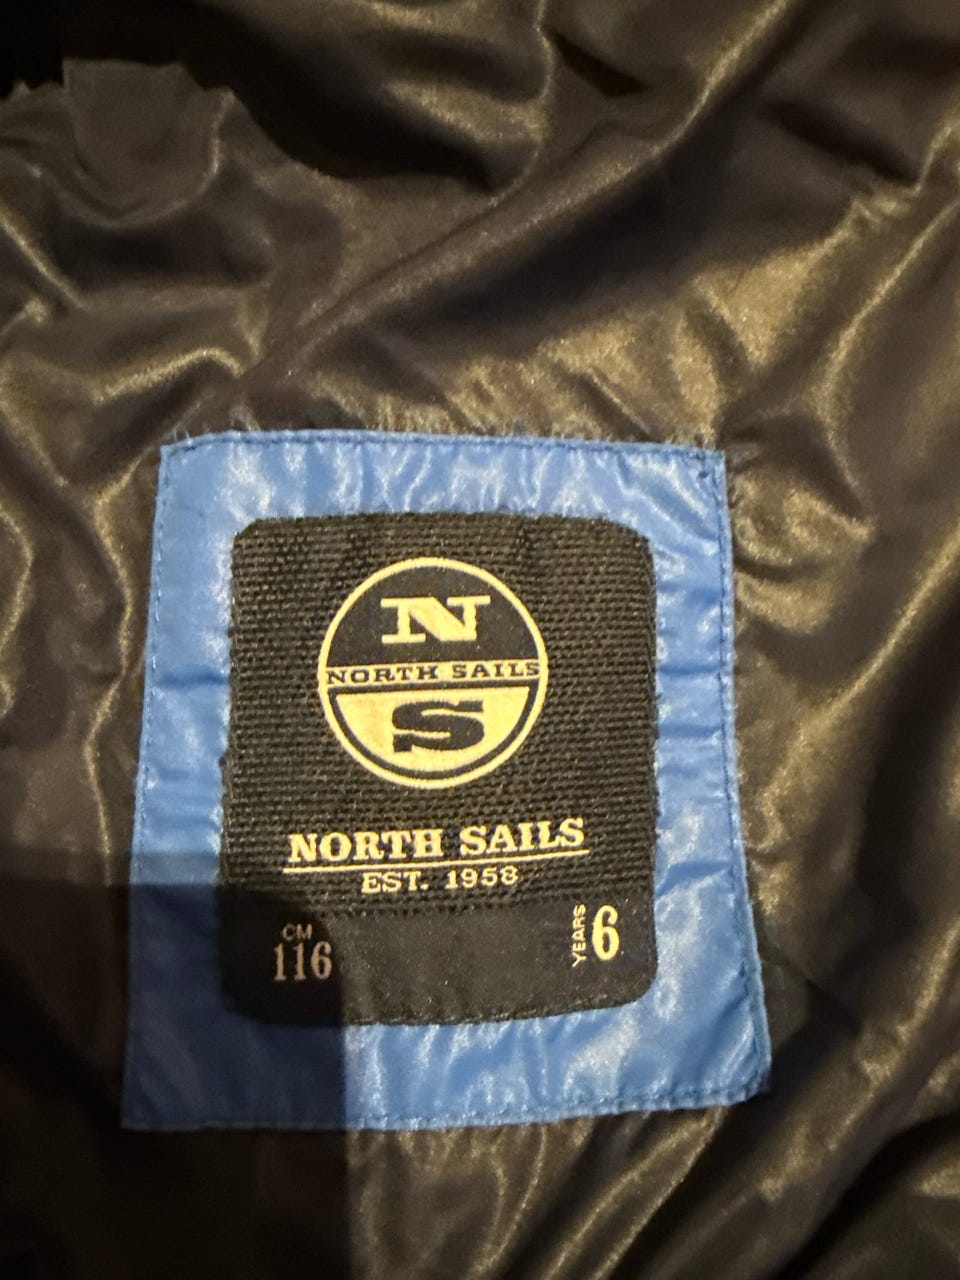 N
NORTH SAILS
S
NORTH SAILS
EST. 1958
CM
116
YEARS 6